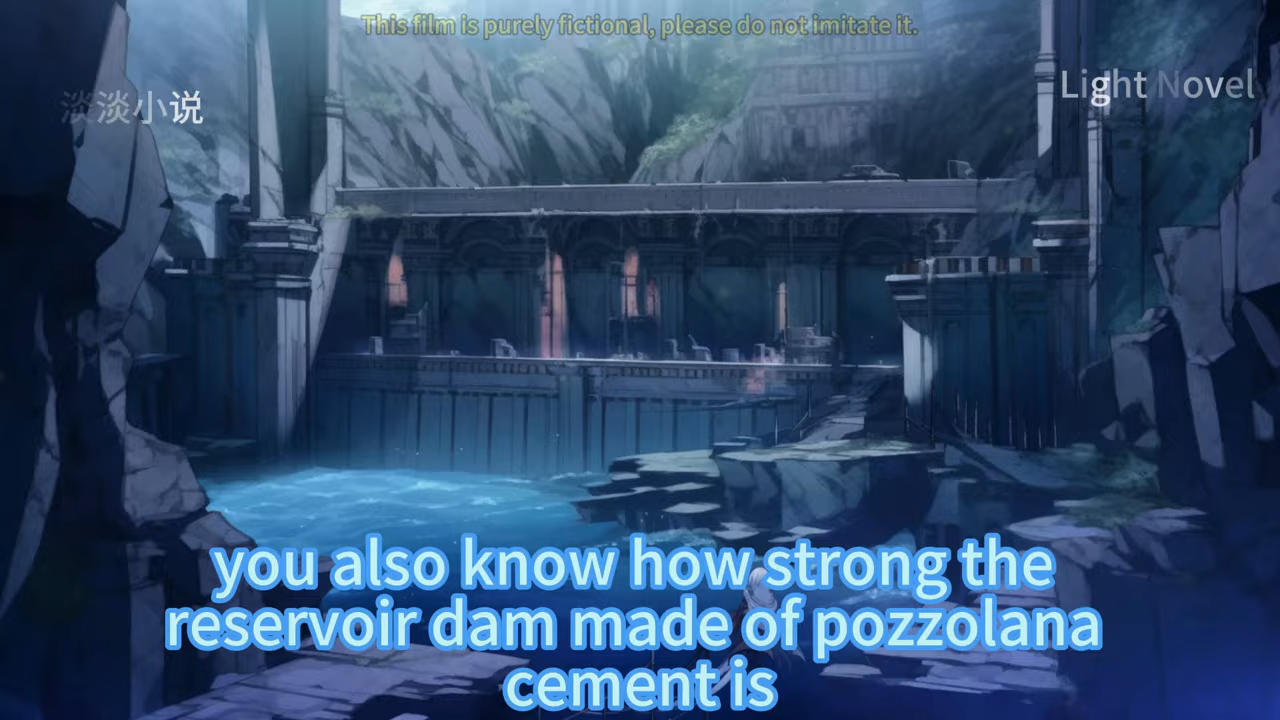 This film is purely fictional, please do not imitate it.
淡淡小说
Light Novel
you also know how strong the
reservoir dam made of pozzolana
cement is